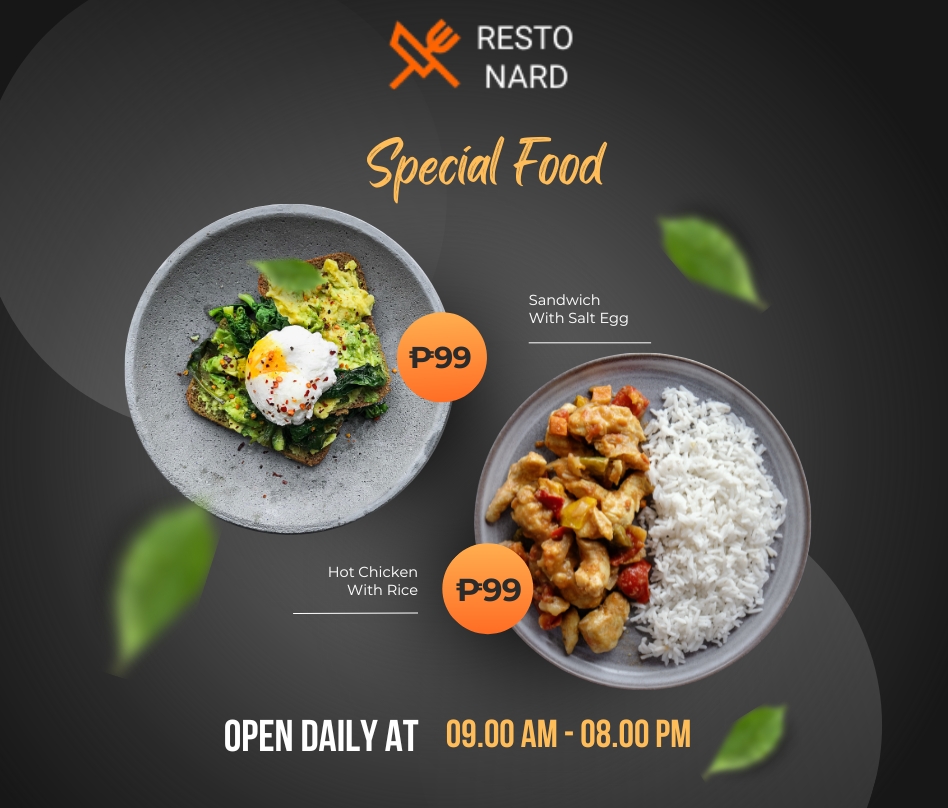 RESTO
NARD
Special Food
Sandwich
With Salt Egg
₱99
Hot Chicken
With Rice
₱99
OPEN DAILY AT 09.00 AM - 08.00 PM